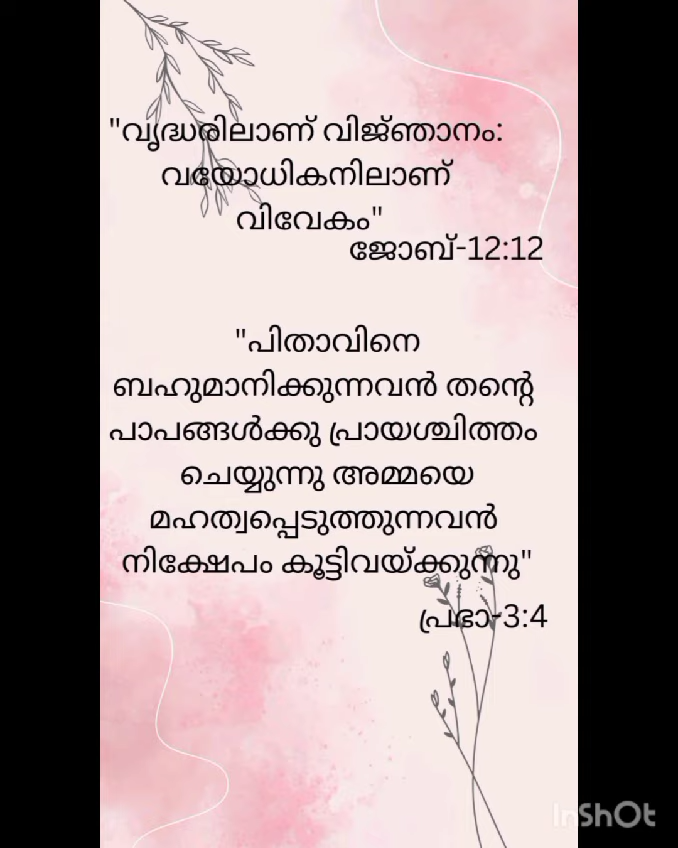 "വൃദ്ധരിലാണ് വിജ്ഞാനം:
വയോധികനിലാണ്
വിവേകം"
ജോബ്-12:12
"പിതാവിനെ
ബഹുമാനിക്കുന്നവൻ തന്റെ
പാപങ്ങൾക്കു പ്രായശ്ചിത്തം
ചെയ്യുന്നു അമ്മയെ
മഹത്വപ്പെടുത്തുന്നവൻ
നിക്ഷേപം കൂട്ടിവയ്ക്കുന്നു"
പ്രഭാ-3:4
InShOt